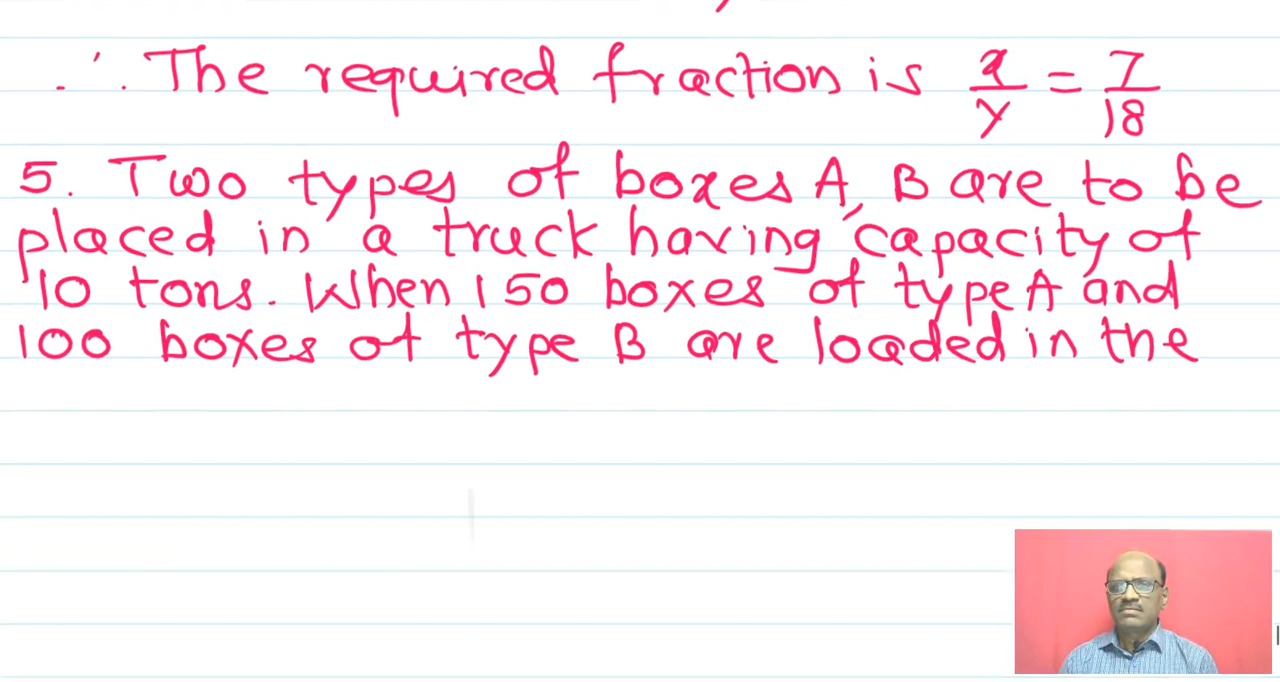 ∴ The required fraction is x/y = 7/18
5. Two types of boxes A, B are to be
placed in a truck having capacity of
10 tons. When 150 boxes of type A and
100 boxes of type B are loaded in the